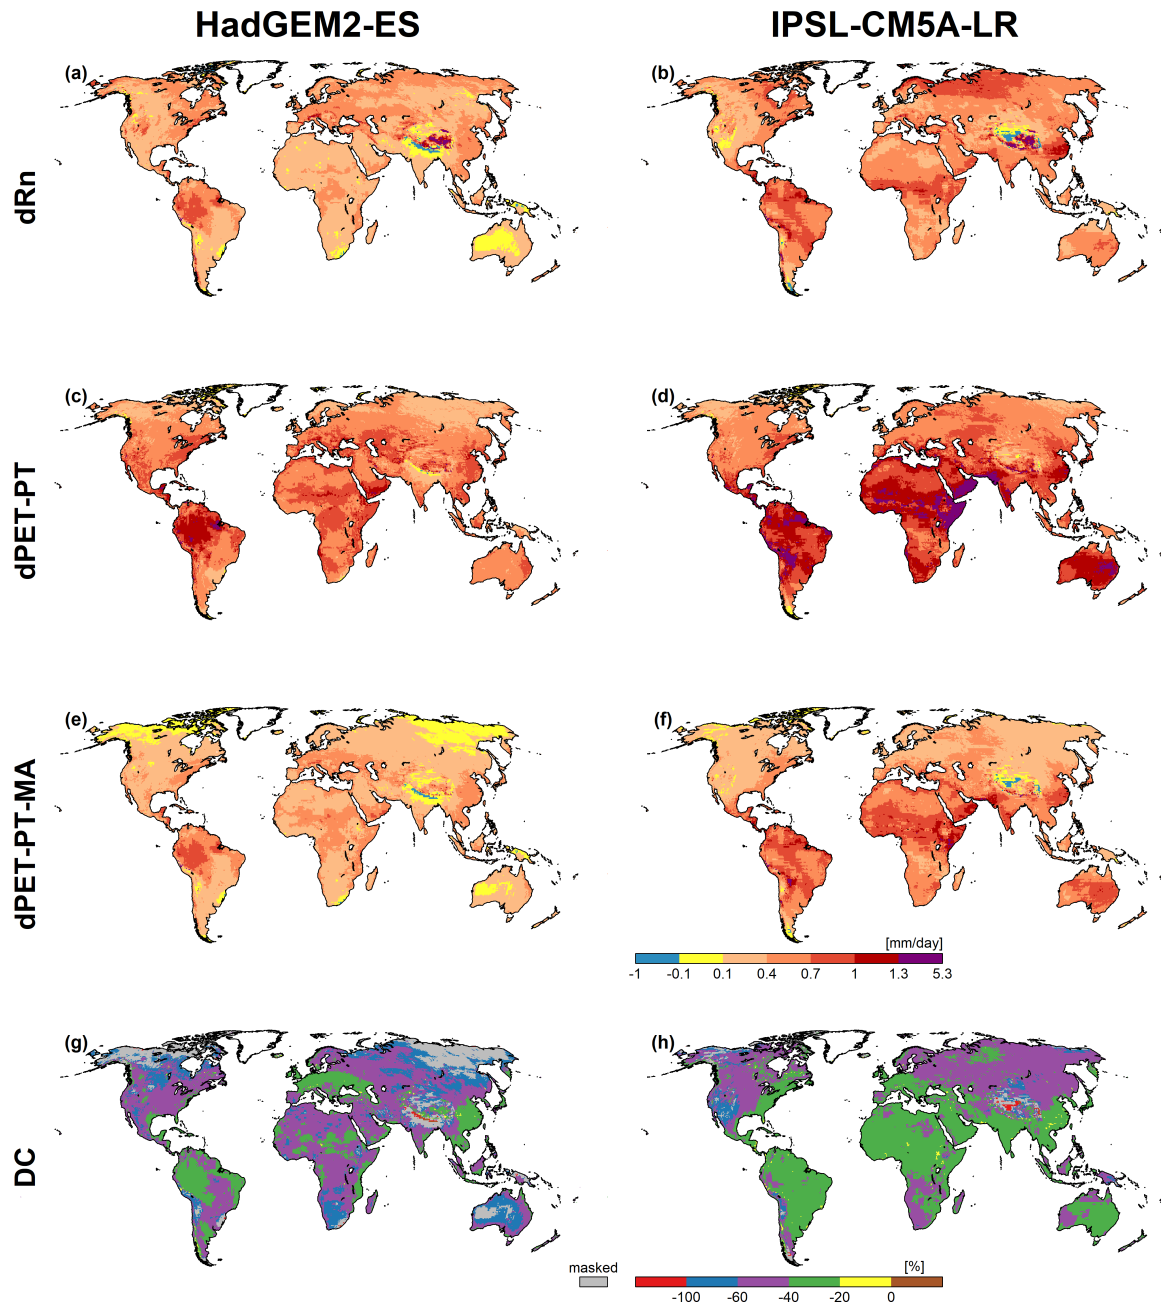 HadGEM2-ES IPSL-CM5A-LR
(a) (b)
dRn
(c) (d)
dPET-PT
(e) (f)
dPET-PT-MA
[mm/day]
-1 -0.1 0.1 0.4 0.7 1 1.3 5.3
(g) (h)
DC
masked [%]
-100 -60 -40 -20 0